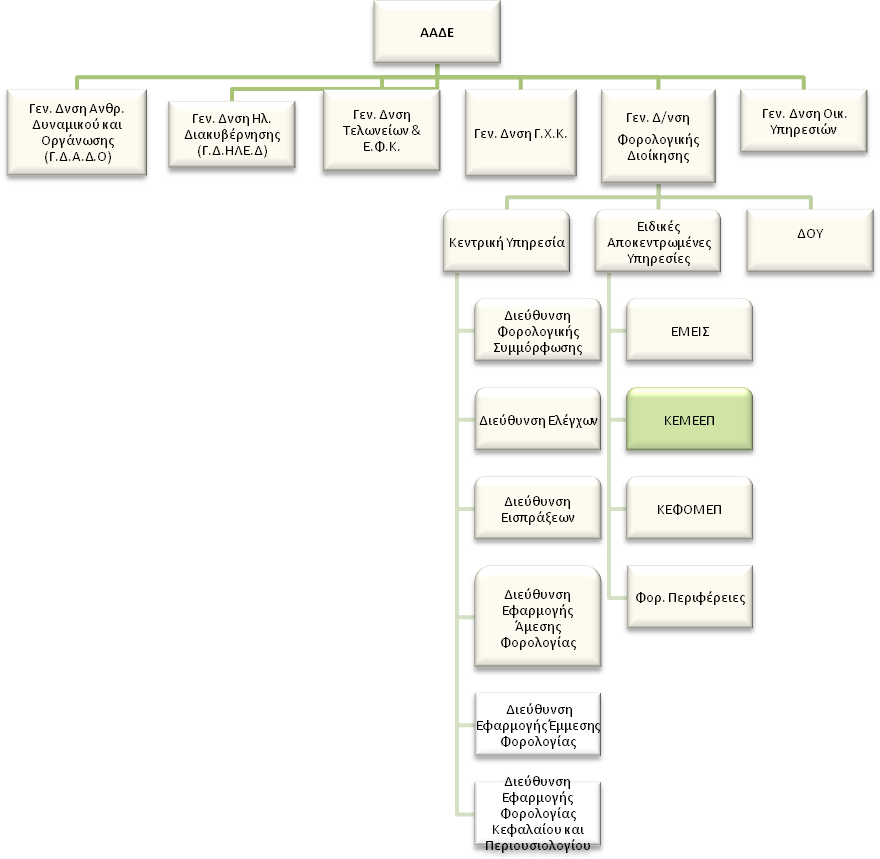 ΑΑΔΕ
Γεν. Δνση Ανθρ.
Δυναμικού και
Οργάνωσης
(Γ.Δ.Α.Δ.Ο)
Γεν. Δνση Ηλ.
Διακυβέρνησης
(Γ.Δ.ΗΛΕ.Δ)
Γεν. Δνση
Τελωνείων &
Ε.Φ.Κ.
Γεν. Δνση Γ.Χ.Κ.
Γεν. Δ/νση
Φορολογικής
Διοίκησης
Γεν. Δνση Οικ.
Υπηρεσιών
Κεντρική Υπηρεσία
Ειδικές
Αποκεντρωμένες
Υπηρεσίες
ΔΟΥ
Διεύθυνση
Φορολογικής
Συμμόρφωσης
Διεύθυνση Ελέγχων
Διεύθυνση
Εισπράξεων
Διεύθυνση
Εφαρμογής
Άμεσης
Φορολογίας
Διεύθυνση
Εφαρμογής Έμμεσης
Φορολογίας
Διεύθυνση
Εφαρμογής
Φορολογίας
Κεφαλαίου και
Περιουσιολογίου
ΕΜΕΙΣ
ΚΕΜΕΕΠ
ΚΕΦΟΜΕΠ
Φορ. Περιφέρειες